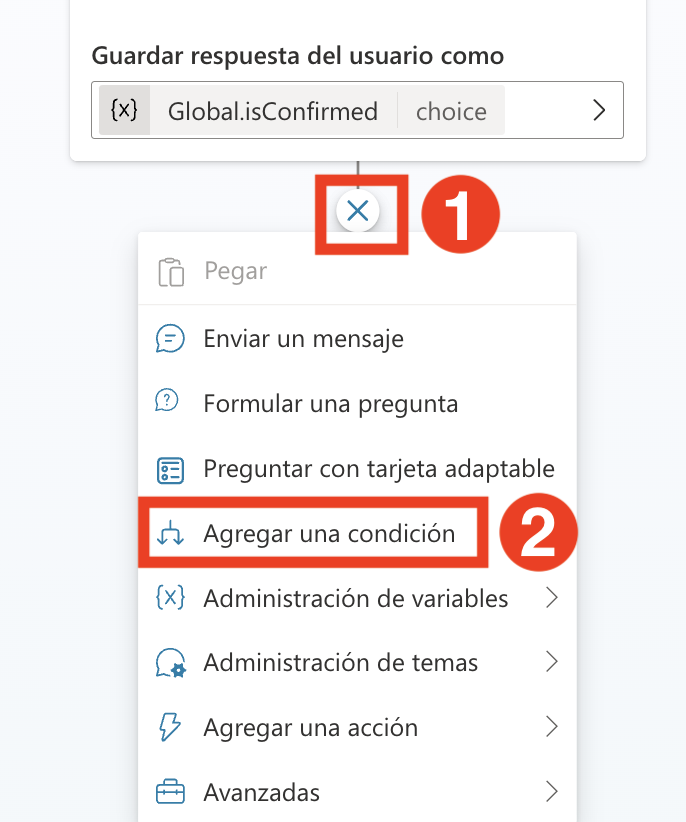 Guardar respuesta del usuario como
{x} Global.isConfirmed choice
1
Pegar
Enviar un mensaje
Formular una pregunta
Preguntar con tarjeta adaptable
Agregar una condición
2
{x} Administración de variables
Administración de temas
Agregar una acción
Avanzadas